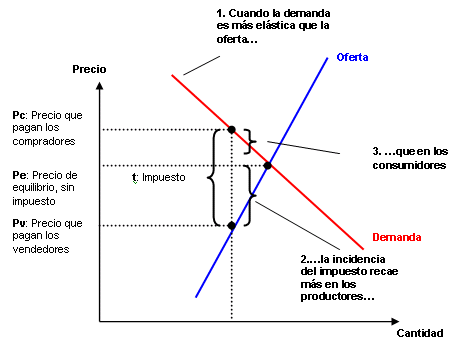 1. Cuando la demanda
es más elástica que la
oferta…
Oferta
Precio
Pc: Precio que
pagan los
compradores
3. …que en los
consumidores
Pe: Precio de
equilibrio, sin
impuesto
t: Impuesto
Pv: Precio que
pagan los
vendedores
Demanda
2.…la incidencia
del impuesto recae
más en los
productores…
Cantidad